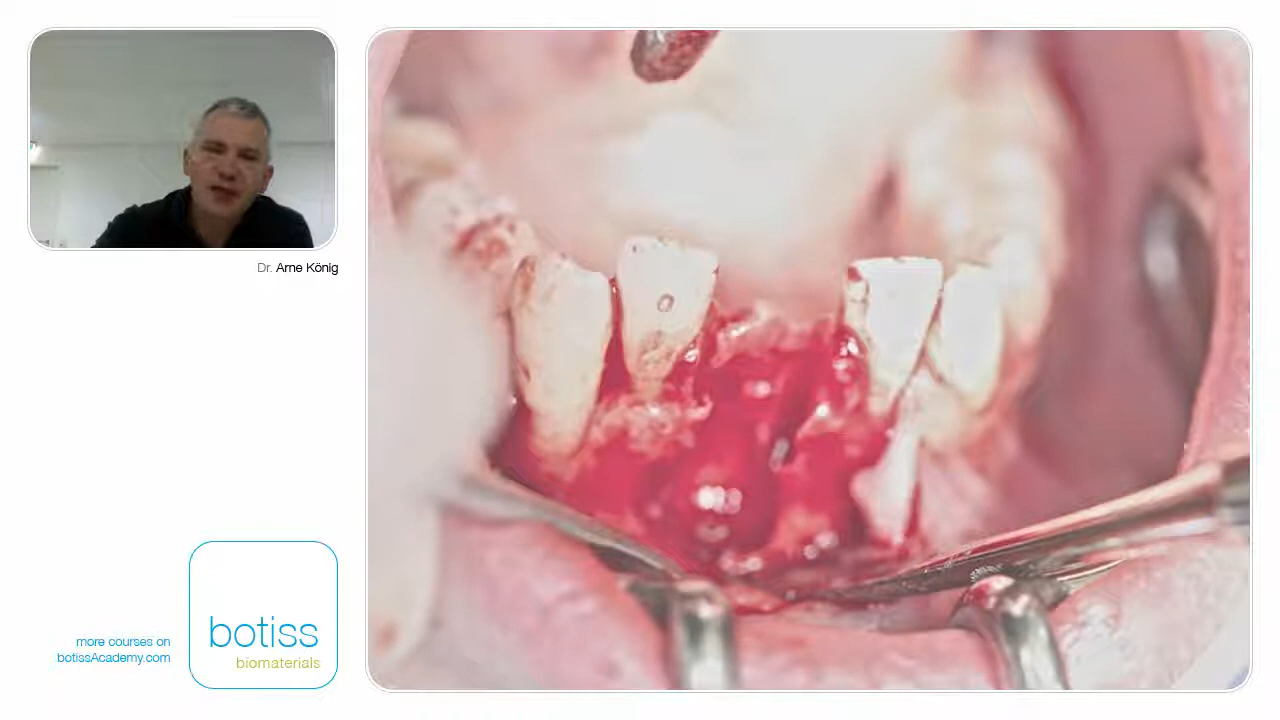 Dr. Arne König
more courses on
botissAcademy.com
botiss
biomaterials